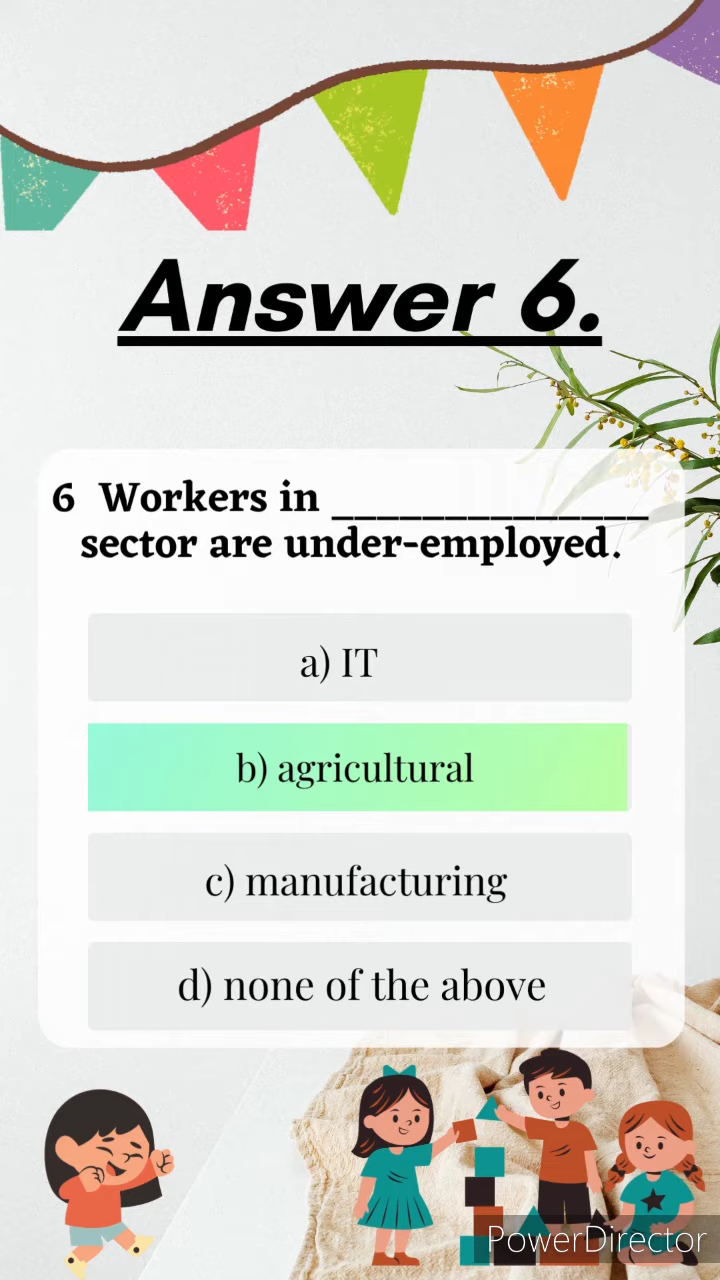 Answer 6.
6 Workers in ______________
sector are under-employed.
a) IT
b) agricultural
c) manufacturing
d) none of the above
PowerDirector